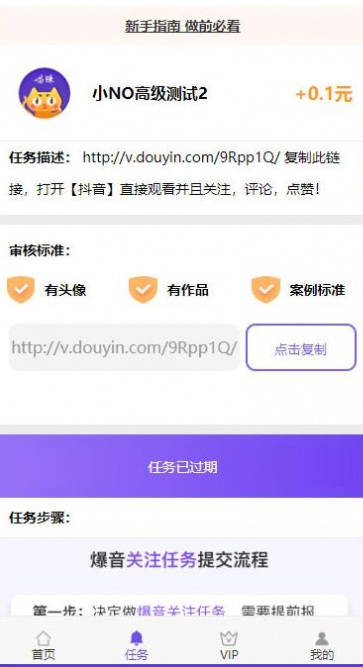 新手指南 做前必看
小NO高级测试2
+0.1元
任务描述： http://v.douyin.com/9Rpp1Q/ 复制此链
接，打开【抖音】直接观看并且关注，评论，点赞！
审核标准：
有头像
有作品
案例标准
http://v.douyin.com/9Rpp1Q/
点击复制
任务已过期
任务步骤：
爆音关注任务提交流程
第一步：决定做爆音关注任务，需要提前报
首页
任务
VIP
我的